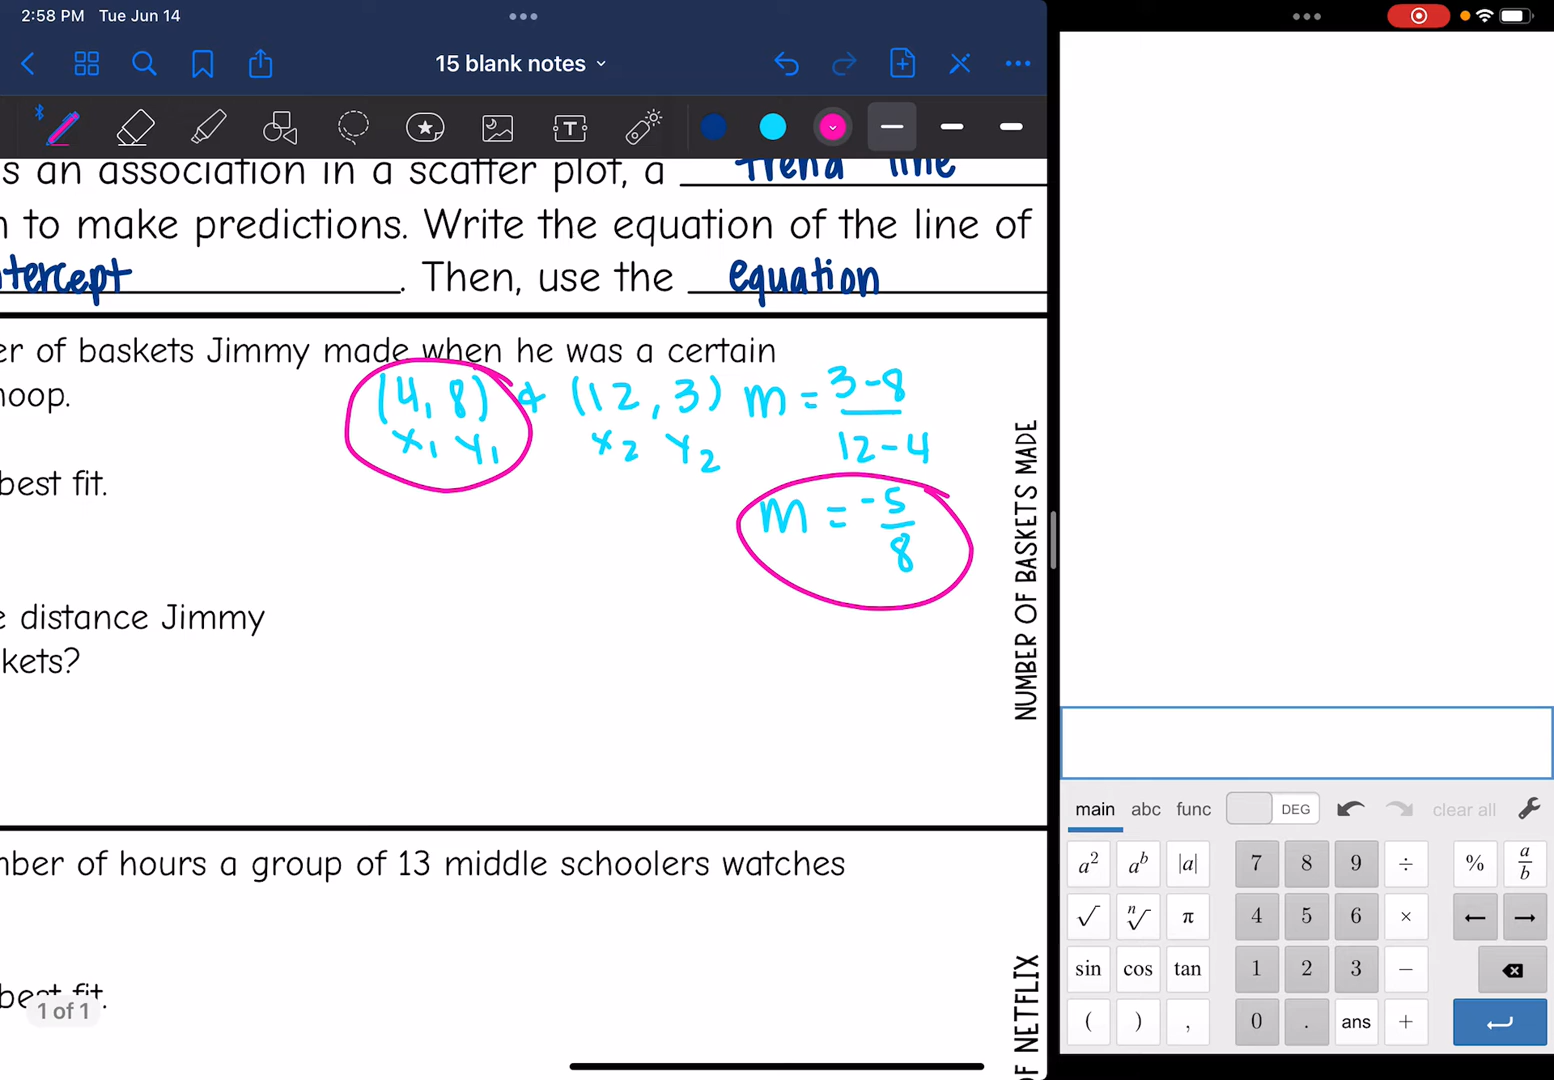 2:58 PM Tue Jun 14
15 blank notes
T
s an association in a scatter plot, a trend line
n to make predictions. Write the equation of the line of
ntercept. Then, use the equation
er of baskets Jimmy made when he was a certain
hoop.
(4, 8) & (12, 3) m = 3-8
x1 y1 x2 y2 12-4
best fit.
m = -5/8
e distance Jimmy
kets?
NUMBER OF BASKETS MADE
mber of hours a group of 13 middle schoolers watches
best fit.
1 of 1
OF NETFLIX
main abc func DEG clear all
a² aᵇ |a| 7 8 9 ÷ % a/b
√ ⁿ√ π 4 5 6 × ← →
sin cos tan 1 2 3 −
( ) , 0 . ans +